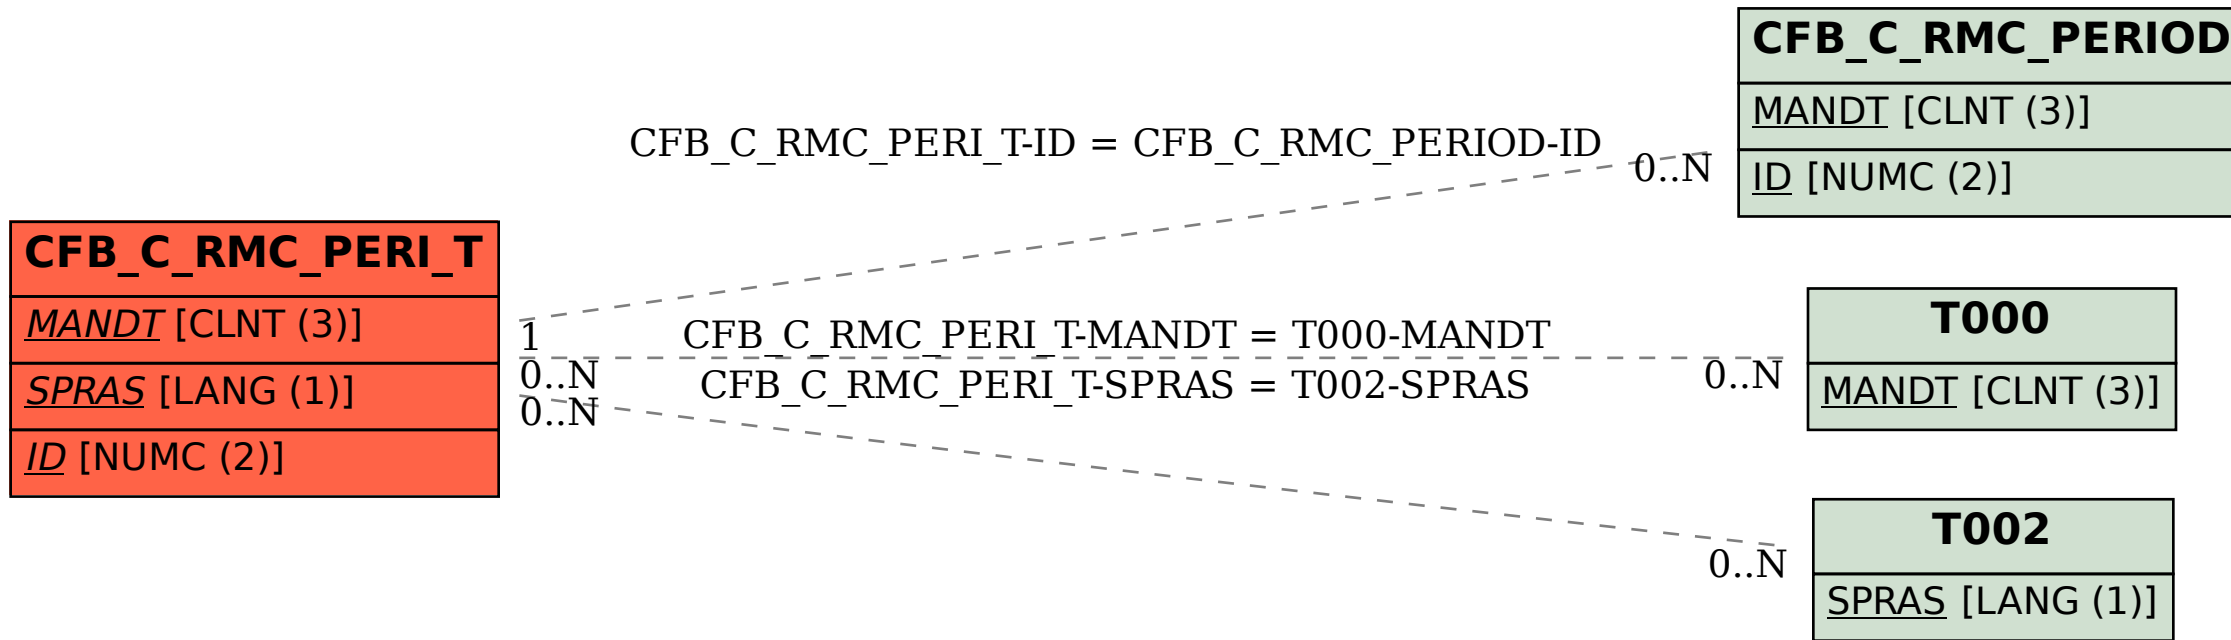 CFB_C_RMC_PERIOD
MANDT [CLNT (3)]
ID [NUMC (2)]
CFB_C_RMC_PERI_T-ID = CFB_C_RMC_PERIOD-ID
0..N
CFB_C_RMC_PERI_T
MANDT [CLNT (3)]
SPRAS [LANG (1)]
ID [NUMC (2)]
1
CFB_C_RMC_PERI_T-MANDT = T000-MANDT
0..N
0..N
CFB_C_RMC_PERI_T-SPRAS = T002-SPRAS
0..N
T000
MANDT [CLNT (3)]
0..N
T002
SPRAS [LANG (1)]